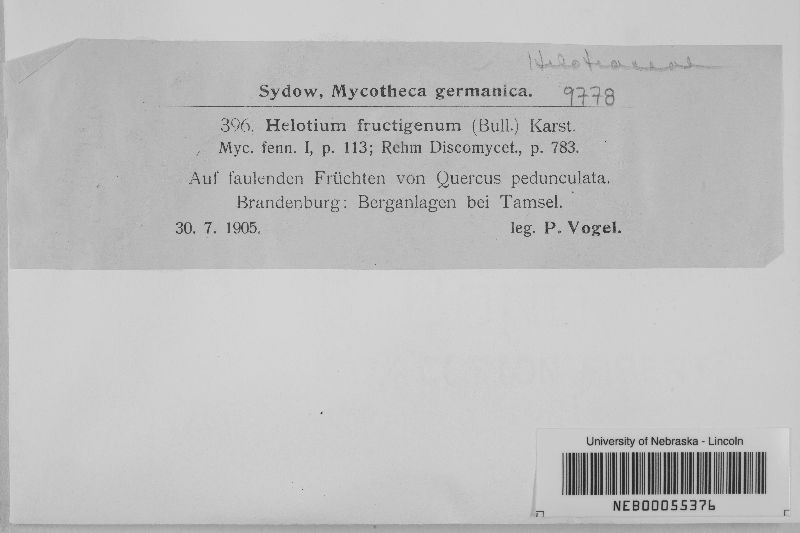 Helotiaceae
Sydow, Mycotheca germanica. 9778
396. Helotium fructigenum (Bull.) Karst.
Myc. fenn. I, p. 113; Rehm Discomycet., p. 783.
Auf faulenden Früchten von Quercus pedunculata.
Brandenburg: Berganlagen bei Tamsel.
30. 7. 1905. leg. P. Vogel.
University of Nebraska - Lincoln
NEB00055376